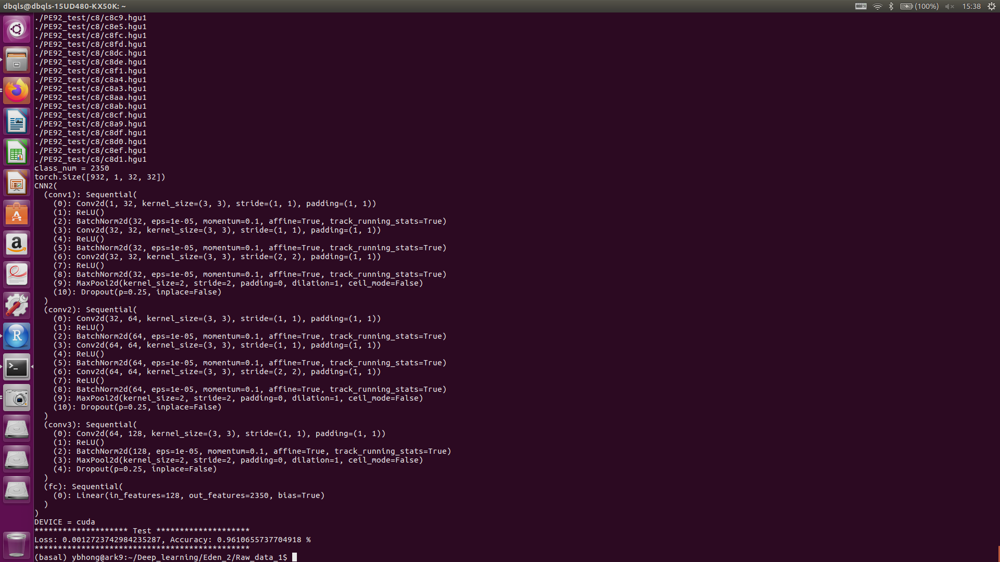 dbqls@dbqls-15UD480-KX50K: ~
(100%) 15:38
./PE92_test/c8/c8c9.hgu1
./PE92_test/c8/c8e5.hgu1
./PE92_test/c8/c8fc.hgu1
./PE92_test/c8/c8fd.hgu1
./PE92_test/c8/c8dc.hgu1
./PE92_test/c8/c8de.hgu1
./PE92_test/c8/c8f1.hgu1
./PE92_test/c8/c8a4.hgu1
./PE92_test/c8/c8a3.hgu1
./PE92_test/c8/c8aa.hgu1
./PE92_test/c8/c8ab.hgu1
./PE92_test/c8/c8cf.hgu1
./PE92_test/c8/c8a9.hgu1
./PE92_test/c8/c8df.hgu1
./PE92_test/c8/c8d0.hgu1
./PE92_test/c8/c8ef.hgu1
./PE92_test/c8/c8d1.hgu1
class_num = 2350
torch.Size([932, 1, 32, 32])
CNN2(
  (conv1): Sequential(
    (0): Conv2d(1, 32, kernel_size=(3, 3), stride=(1, 1), padding=(1, 1))
    (1): ReLU()
    (2): BatchNorm2d(32, eps=1e-05, momentum=0.1, affine=True, track_running_stats=True)
    (3): Conv2d(32, 32, kernel_size=(3, 3), stride=(1, 1), padding=(1, 1))
    (4): ReLU()
    (5): BatchNorm2d(32, eps=1e-05, momentum=0.1, affine=True, track_running_stats=True)
    (6): Conv2d(32, 32, kernel_size=(3, 3), stride=(2, 2), padding=(1, 1))
    (7): ReLU()
    (8): BatchNorm2d(32, eps=1e-05, momentum=0.1, affine=True, track_running_stats=True)
    (9): MaxPool2d(kernel_size=2, stride=2, padding=0, dilation=1, ceil_mode=False)
    (10): Dropout(p=0.25, inplace=False)
  )
  (conv2): Sequential(
    (0): Conv2d(32, 64, kernel_size=(3, 3), stride=(1, 1), padding=(1, 1))
    (1): ReLU()
    (2): BatchNorm2d(64, eps=1e-05, momentum=0.1, affine=True, track_running_stats=True)
    (3): Conv2d(64, 64, kernel_size=(3, 3), stride=(1, 1), padding=(1, 1))
    (4): ReLU()
    (5): BatchNorm2d(64, eps=1e-05, momentum=0.1, affine=True, track_running_stats=True)
    (6): Conv2d(64, 64, kernel_size=(3, 3), stride=(2, 2), padding=(1, 1))
    (7): ReLU()
    (8): BatchNorm2d(64, eps=1e-05, momentum=0.1, affine=True, track_running_stats=True)
    (9): MaxPool2d(kernel_size=2, stride=2, padding=0, dilation=1, ceil_mode=False)
    (10): Dropout(p=0.25, inplace=False)
  )
  (conv3): Sequential(
    (0): Conv2d(64, 128, kernel_size=(3, 3), stride=(1, 1), padding=(1, 1))
    (1): ReLU()
    (2): BatchNorm2d(128, eps=1e-05, momentum=0.1, affine=True, track_running_stats=True)
    (3): MaxPool2d(kernel_size=2, stride=2, padding=0, dilation=1, ceil_mode=False)
    (4): Dropout(p=0.25, inplace=False)
  )
  (fc): Sequential(
    (0): Linear(in_features=128, out_features=2350, bias=True)
  )
)
DEVICE = cuda
******************** Test ********************
Loss: 0.0012723742984235287, Accuracy: 0.9610655737704918 %
**********************************************
(basal) ybhong@ark9:~/Deep_learning/Eden_2/Raw_data_1$